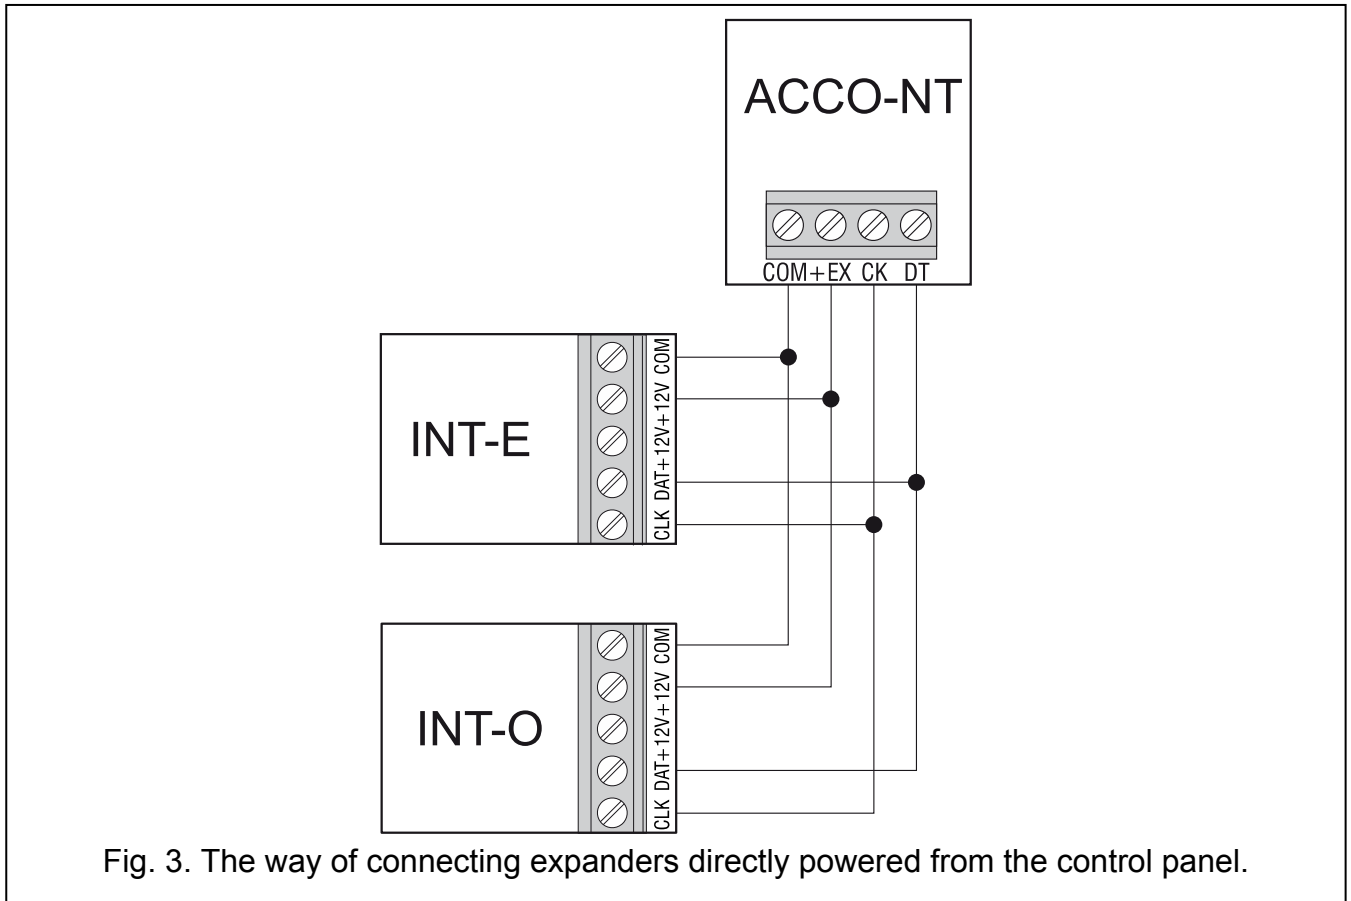 ACCO-NT
COM+EX CK DT
INT-E
CLK DAT+12V+12V COM
INT-O
CLK DAT+12V+12V COM
Fig. 3. The way of connecting expanders directly powered from the control panel.